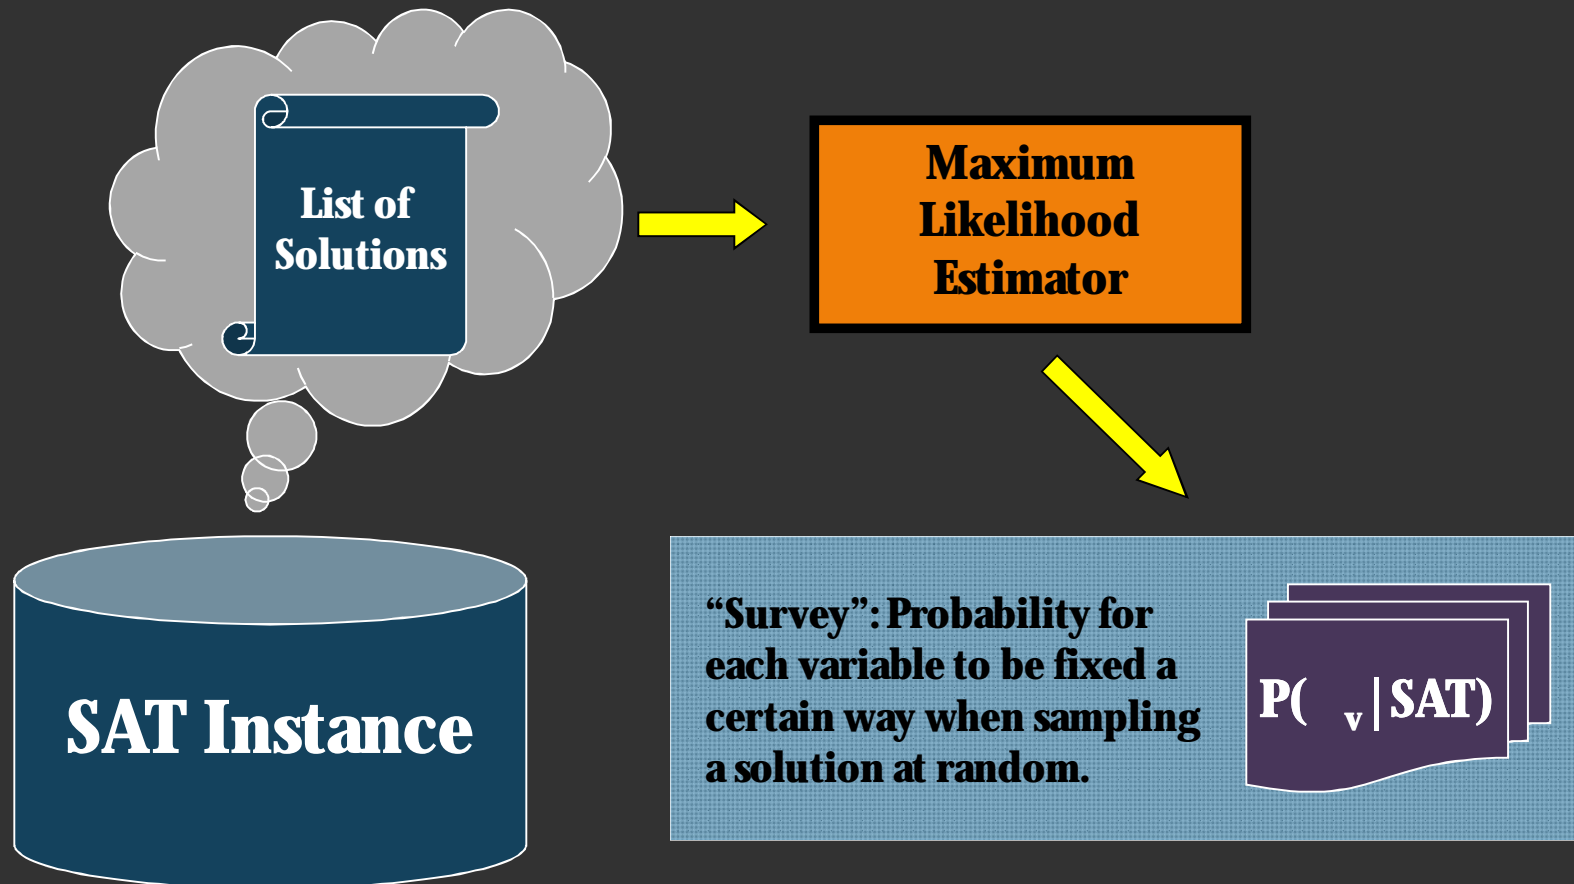 List of
Solutions
Maximum
Likelihood
Estimator
SAT Instance
“Survey”: Probability for
each variable to be fixed a
certain way when sampling
a solution at random.
P( v|SAT)